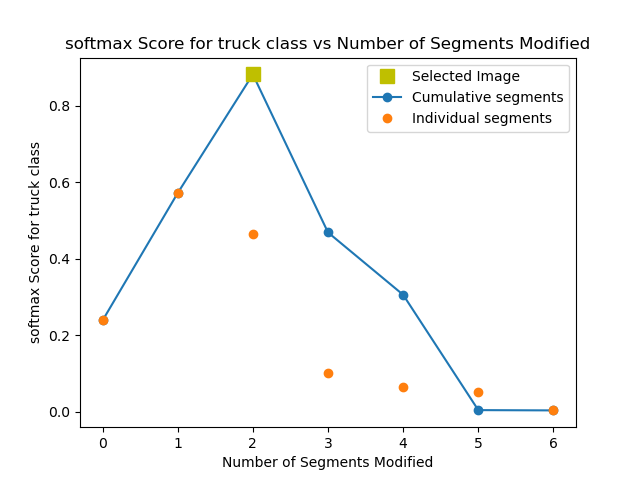 softmax Score for truck class vs Number of Segments Modified
Selected Image
Cumulative segments
Individual segments
softmax Score for truck class
0.8
0.6
0.4
0.2
0.0
0 1 2 3 4 5 6
Number of Segments Modified